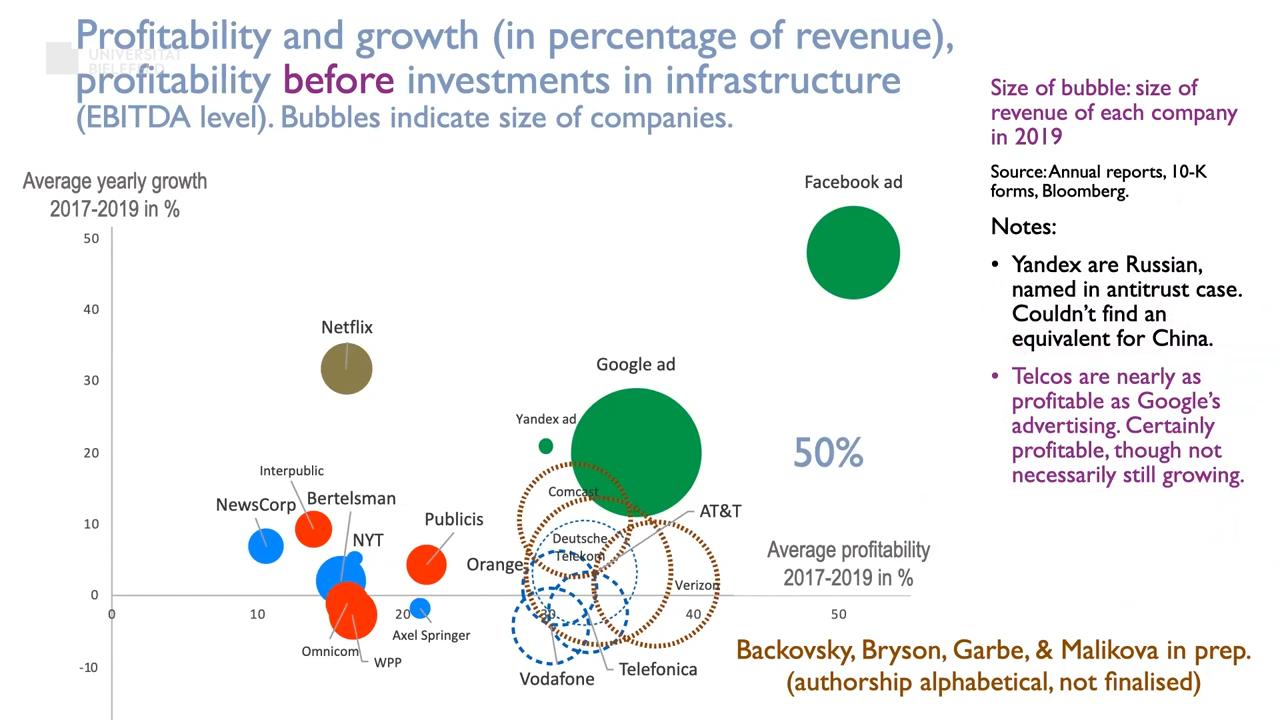 Profitability and growth (in percentage of revenue),
profitability before investments in infrastructure
(EBITDA level). Bubbles indicate size of companies.
UNIVERSITÄT
BIELEFELD
Size of bubble: size of
revenue of each company
in 2019
Source: Annual reports, 10-K
forms, Bloomberg.
Notes:
• Yandex are Russian,
named in antitrust case.
Couldn't find an
equivalent for China.
• Telcos are nearly as
profitable as Google's
advertising. Certainly
profitable, though not
necessarily still growing.
Average yearly growth
2017-2019 in %
50
40
30
20
10
0
-10
Facebook ad
Netflix
Google ad
Yandex ad
50%
Interpublic
NewsCorp
Bertelsman
NYT
Publicis
Comcast
AT&T
Deutsche
Telekom
Orange
Verizon
Average profitability
2017-2019 in %
0
10
20
30
40
50
Axel Springer
Omnicom
WPP
Vodafone
Telefonica
Backovsky, Bryson, Garbe, & Malikova in prep.
(authorship alphabetical, not finalised)